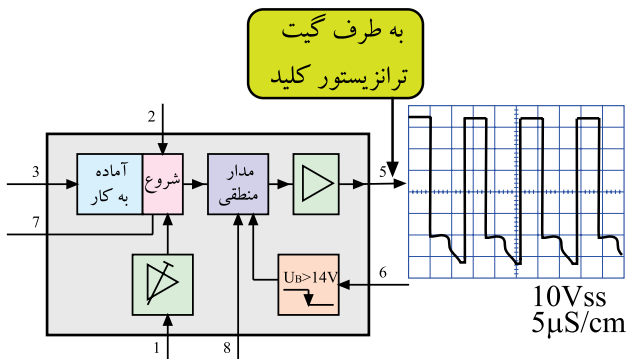 به طرف گیت
ترانزیستور کلید
2
3
آماده
به کار
شروع
مدار
منطقی
5
7
UB>14V
6
1
8
10Vss
5µS/cm